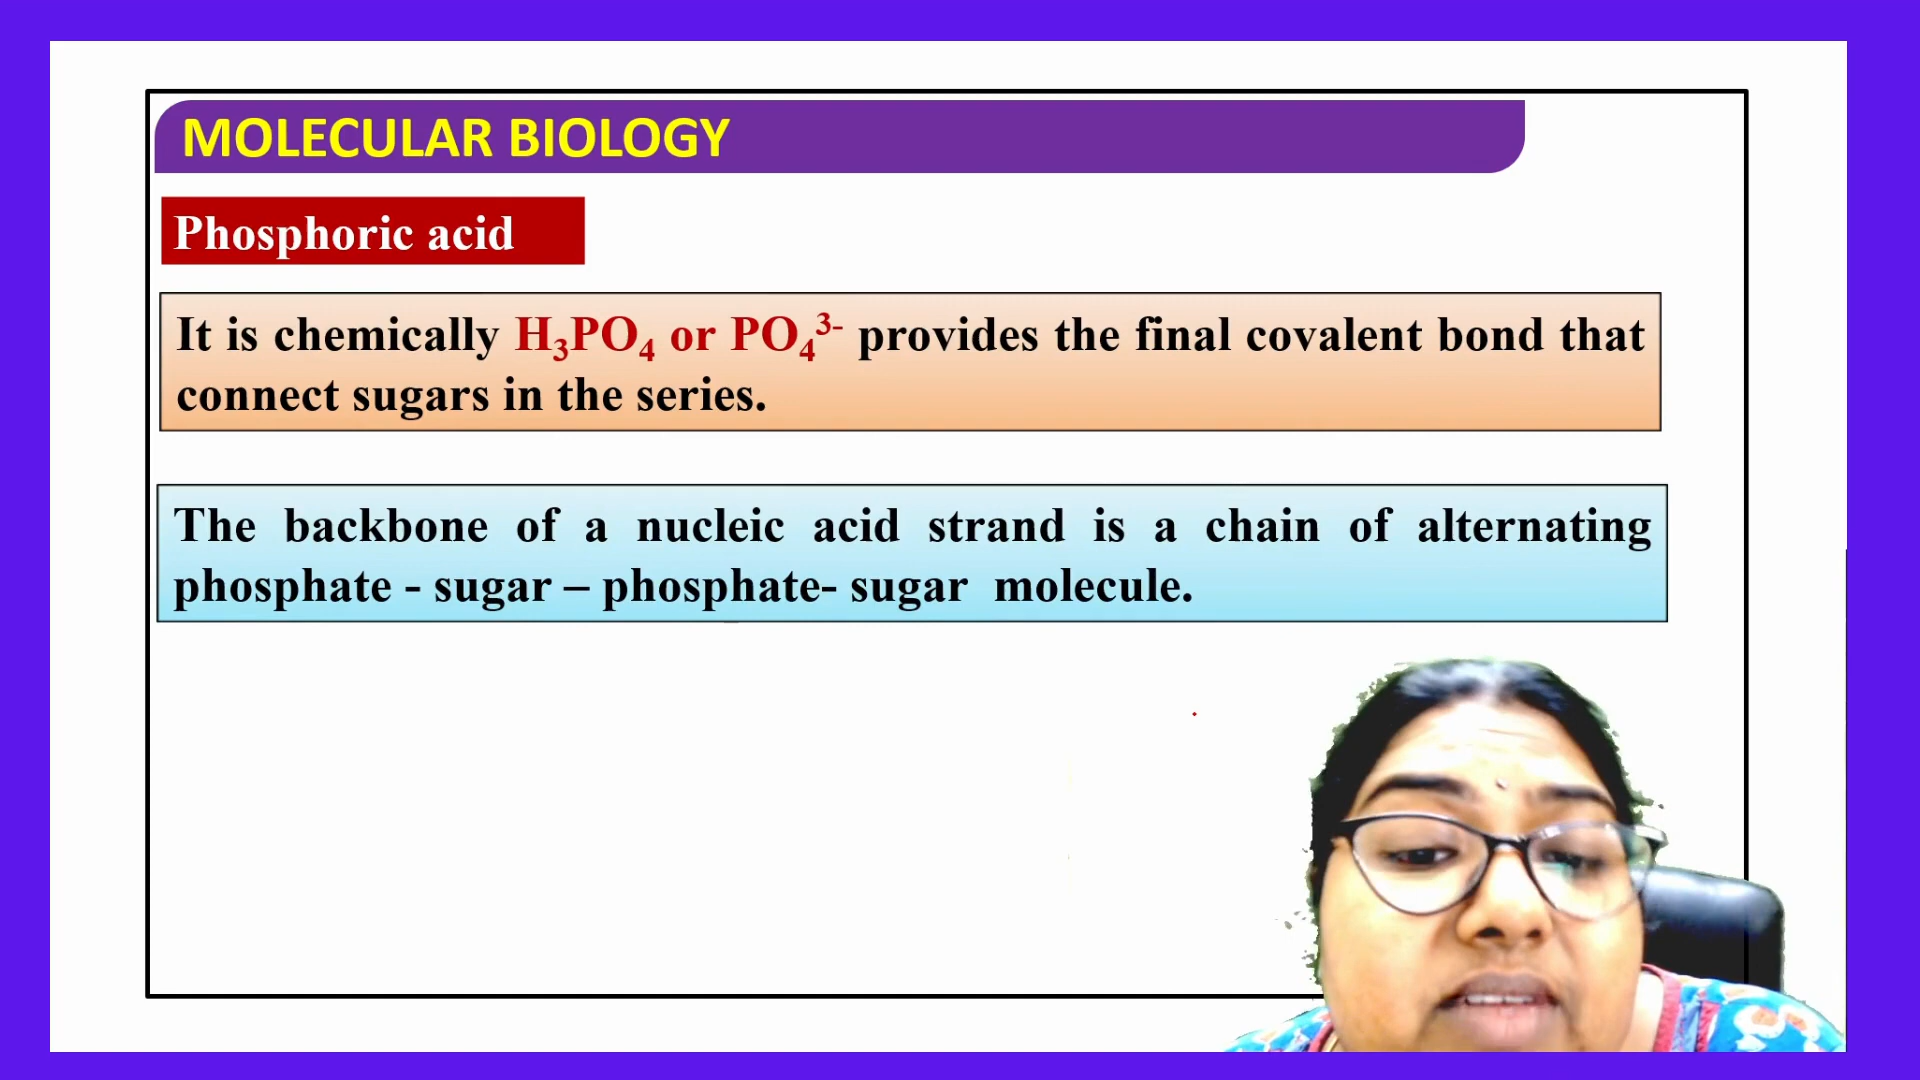 MOLECULAR BIOLOGY
Phosphoric acid
It is chemically H₃PO₄ or PO₄³⁻ provides the final covalent bond that
connect sugars in the series.
The backbone of a nucleic acid strand is a chain of alternating
phosphate - sugar – phosphate- sugar molecule.